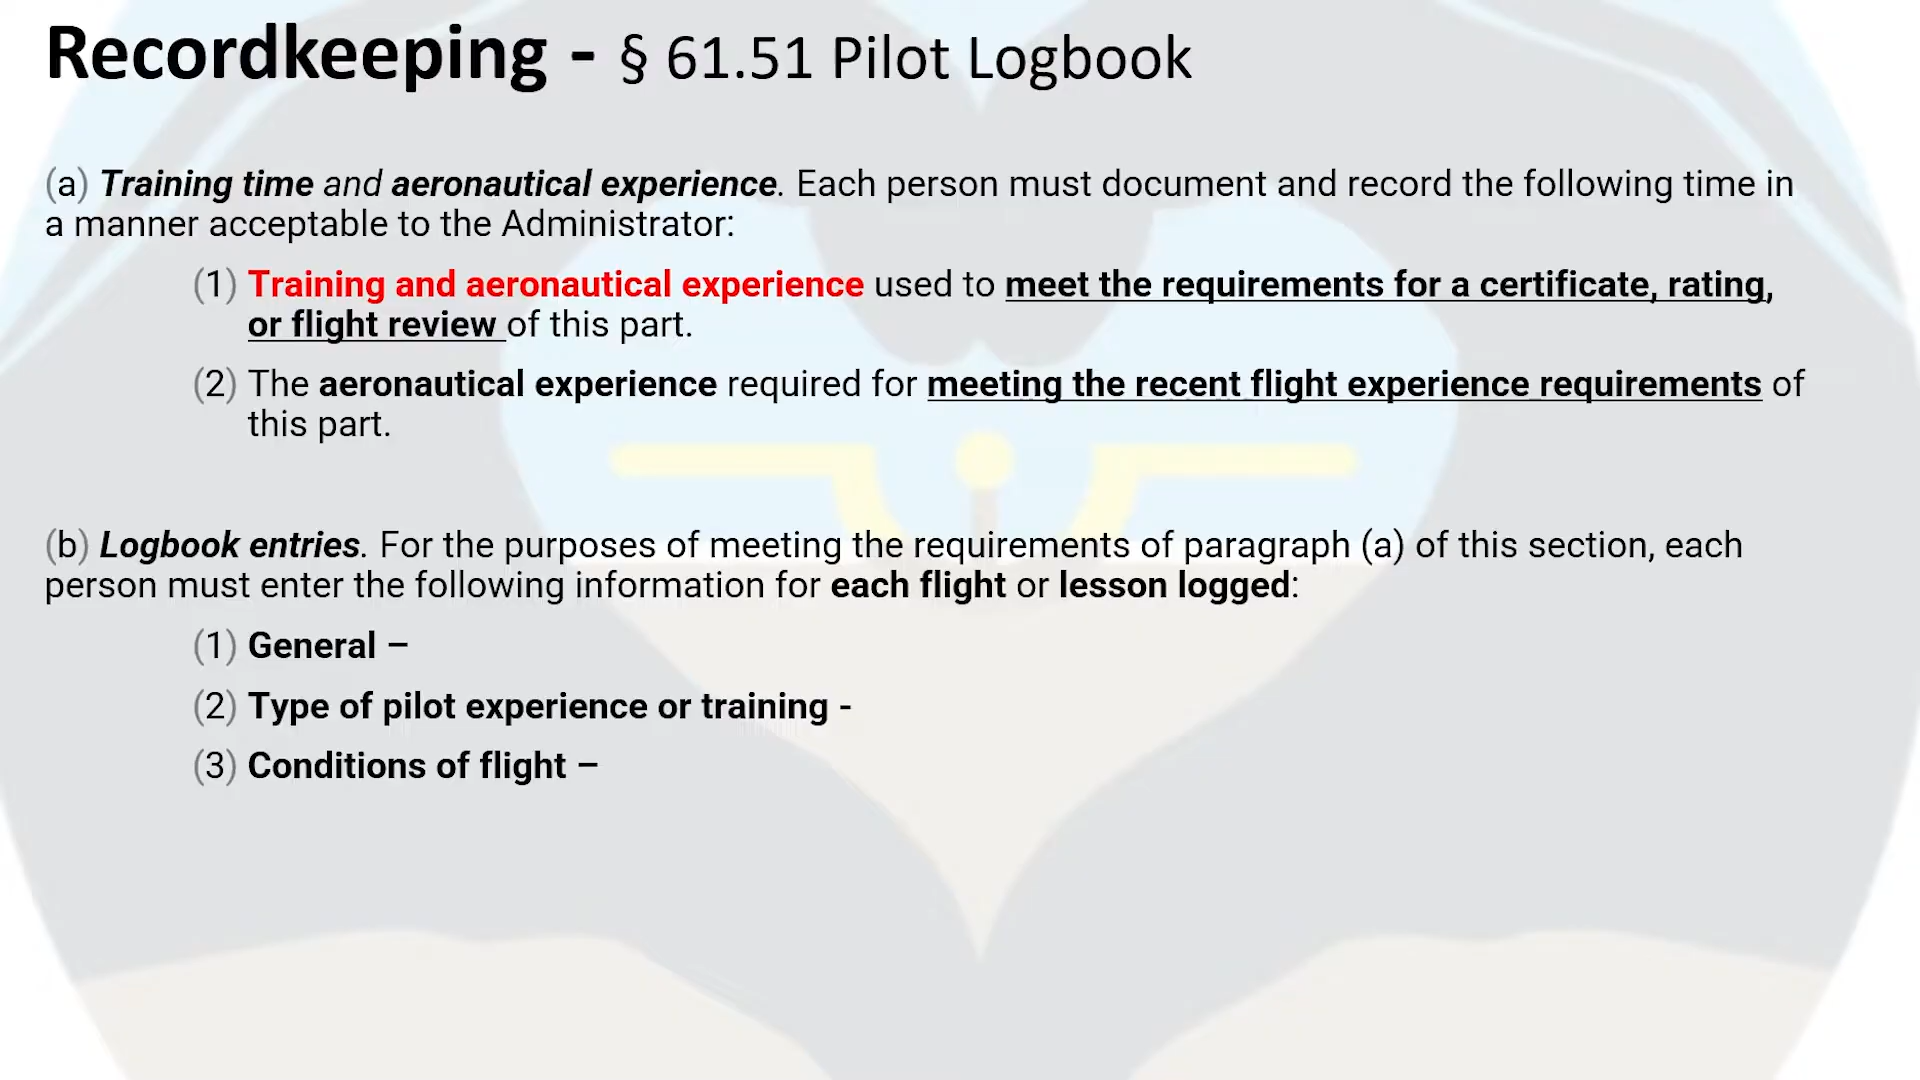 Recordkeeping - § 61.51 Pilot Logbook
(a) Training time and aeronautical experience. Each person must document and record the following time in
a manner acceptable to the Administrator:
(1) Training and aeronautical experience used to meet the requirements for a certificate, rating,
or flight review of this part.
(2) The aeronautical experience required for meeting the recent flight experience requirements of
this part.
(b) Logbook entries. For the purposes of meeting the requirements of paragraph (a) of this section, each
person must enter the following information for each flight or lesson logged:
(1) General –
(2) Type of pilot experience or training -
(3) Conditions of flight –